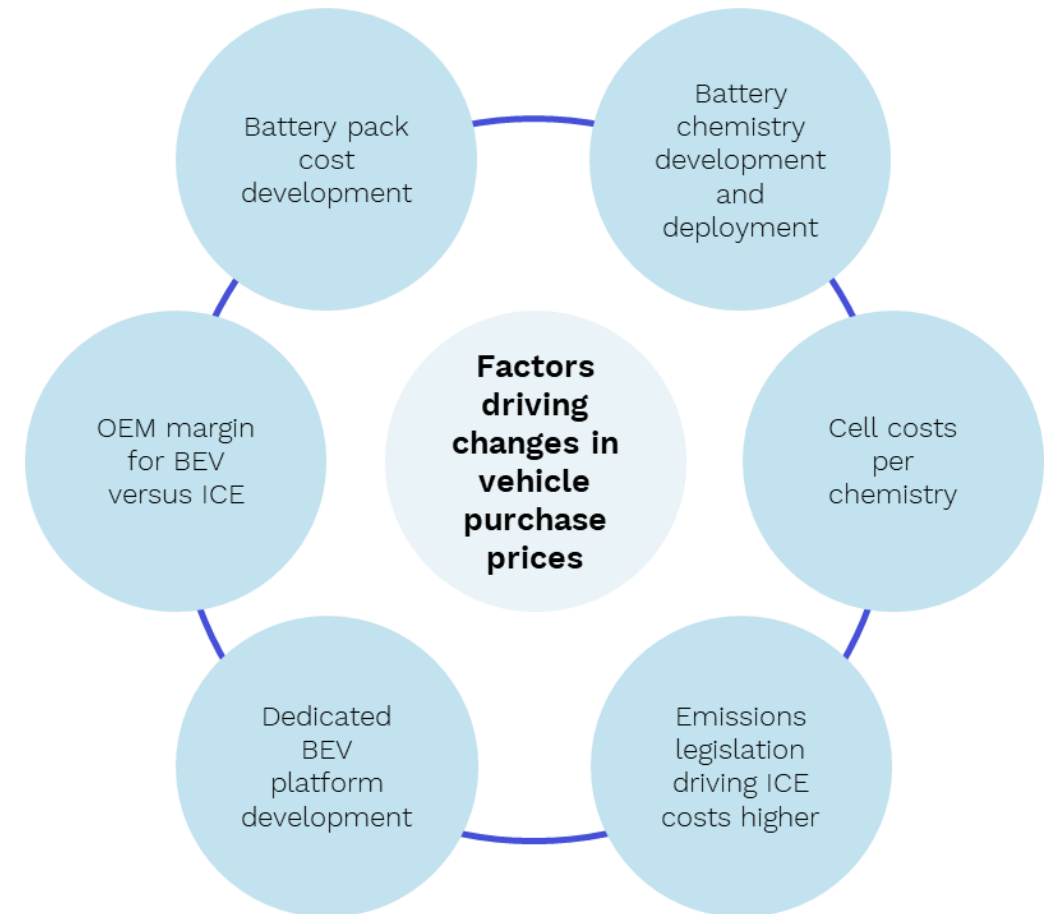 Battery pack
cost
development
Battery
chemistry
development
and
deployment
OEM margin
for BEV
versus ICE
Factors
driving
changes in
vehicle
purchase
prices
Cell costs
per
chemistry
Dedicated
BEV
platform
development
Emissions
legislation
driving ICE
costs higher